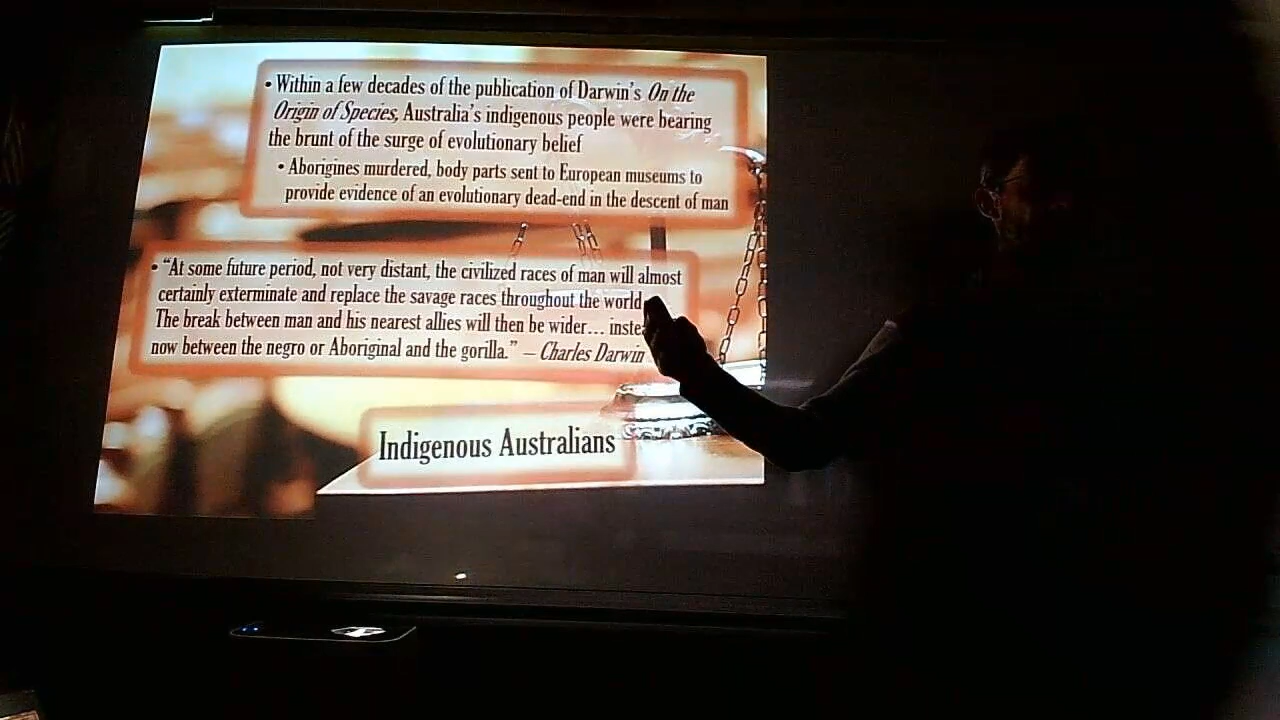 • Within a few decades of the publication of Darwin's On the
Origin of Species, Australia's indigenous people were bearing
the brunt of the surge of evolutionary belief
• Aborigines murdered, body parts sent to European museums to
provide evidence of an evolutionary dead-end in the descent of man
• “At some future period, not very distant, the civilized races of man will almost
certainly exterminate and replace the savage races throughout the world
The break between man and his nearest allies will then be wider…
now between the negro or Aboriginal and the gorilla.” – Charles Darwin
Indigenous Australians